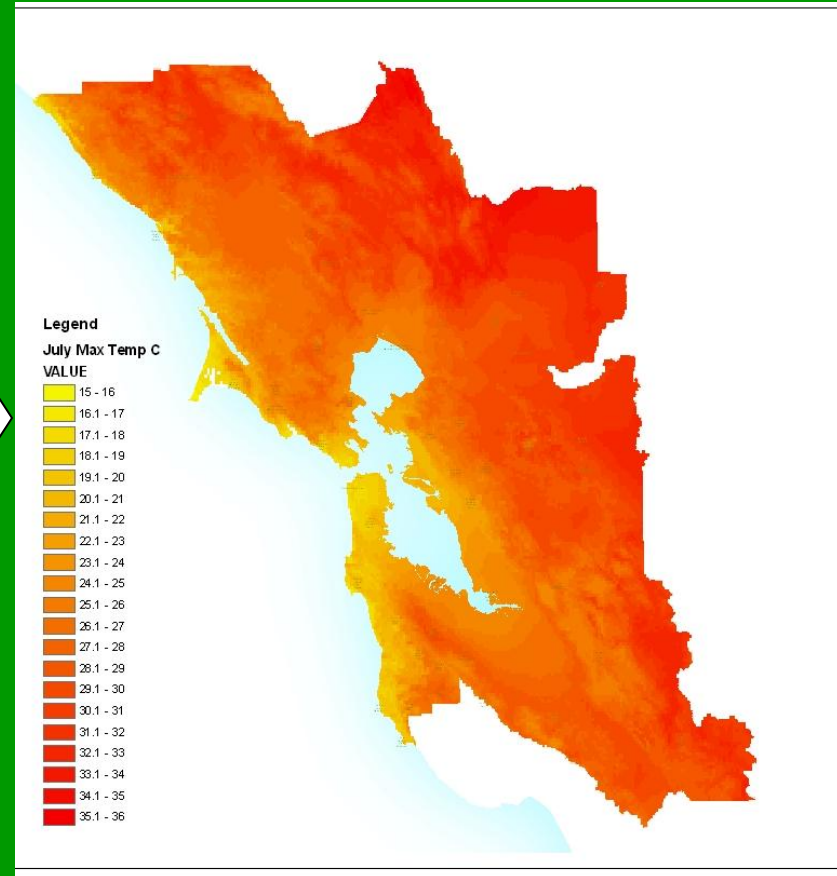 Legend
July Max Temp C
VALUE
15 - 16
16.1 - 17
17.1 - 18
18.1 - 19
19.1 - 20
20.1 - 21
21.1 - 22
22.1 - 23
23.1 - 24
24.1 - 25
25.1 - 26
26.1 - 27
27.1 - 28
28.1 - 29
29.1 - 30
30.1 - 31
31.1 - 32
32.1 - 33
33.1 - 34
34.1 - 35
35.1 - 36